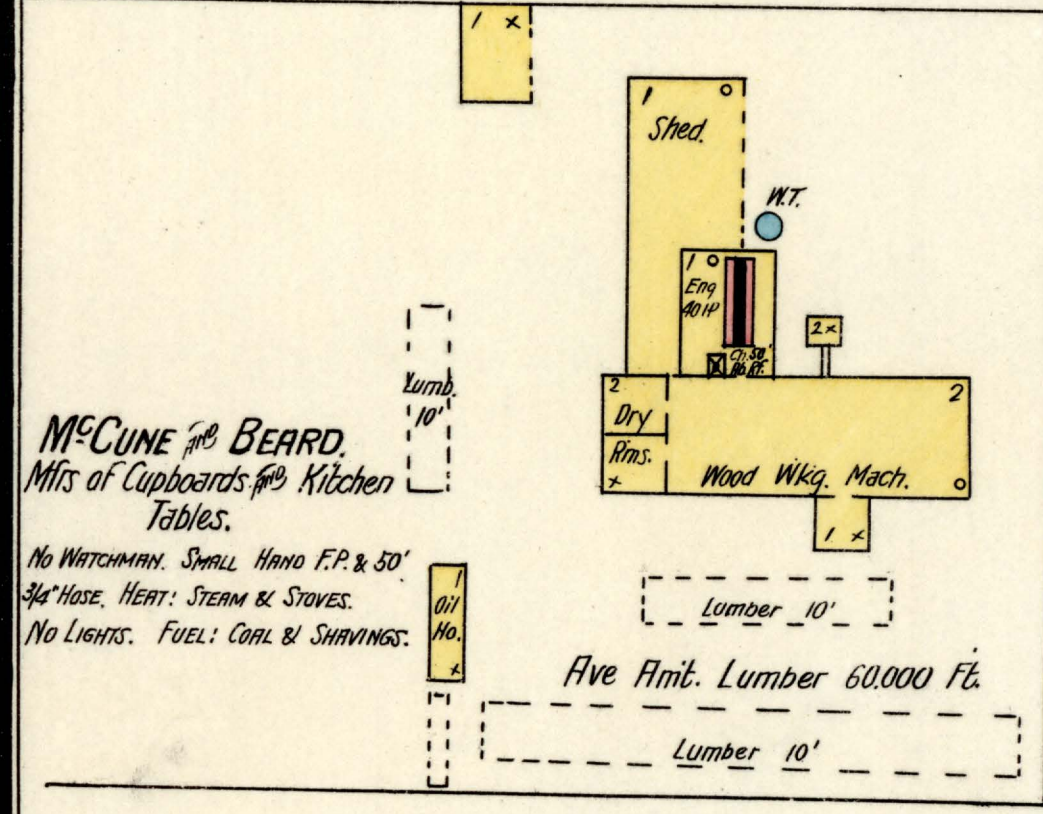 1 x
1 o
Shed.
W.T.
1 o
Eng
40 HP
Ch. 50'
Rb. Rf.
2 x
Lumb.
10'
2
Dry
Rms.
x
2
Wood Wkg. Mach.
o
1 x
McCUNE AND BEARD.
Mfrs of Cupboards AND Kitchen
Tables.
No WATCHMAN. SMALL HAND F.P. & 50'
3/4" HOSE. HEAT: STEAM & STOVES.
No LIGHTS. FUEL: COAL & SHAVINGS.
1
Oil
Ho.
x
Lumber 10'
Ave Amt. Lumber 60.000 Ft.
Lumber 10'